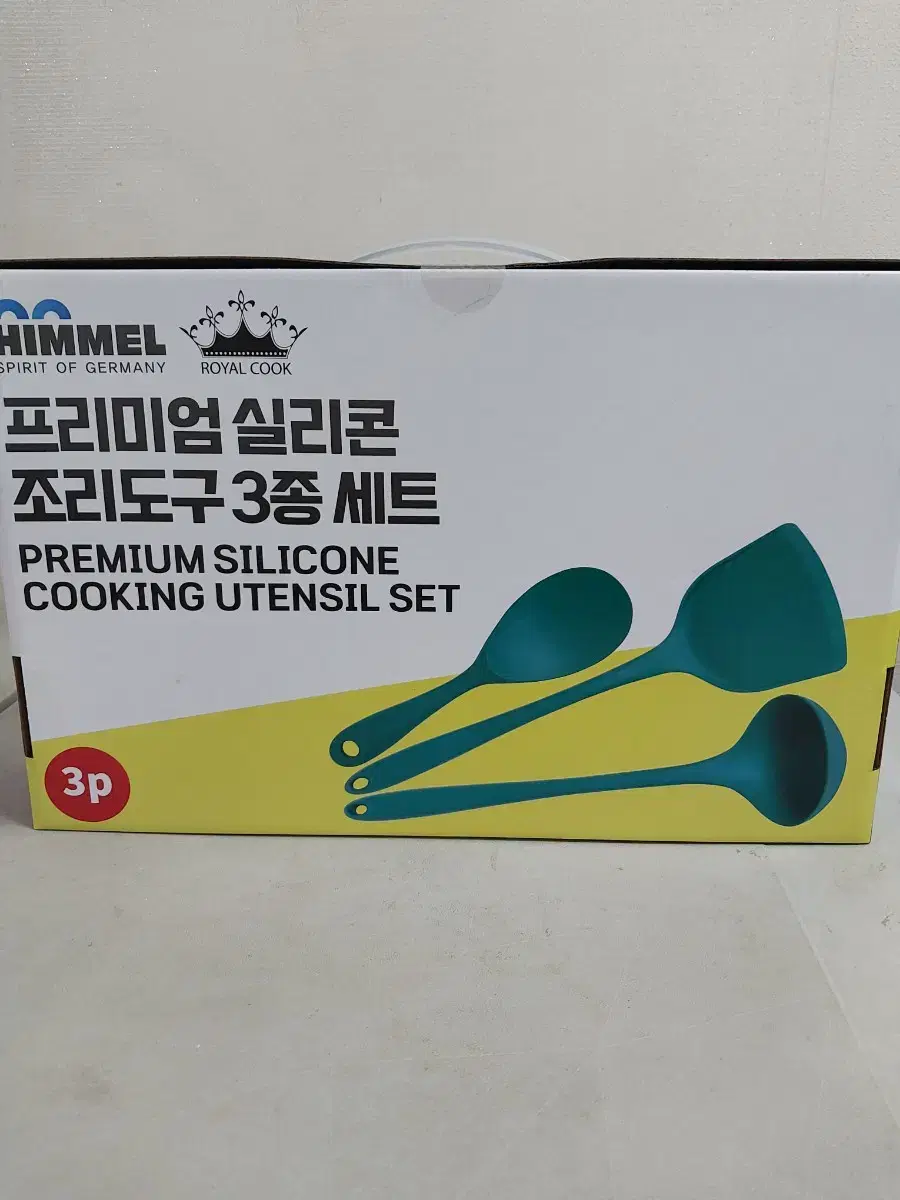 HIMMEL
SPIRIT OF GERMANY
ROYAL COOK
프리미엄 실리콘
조리도구 3종 세트
PREMIUM SILICONE
COOKING UTENSIL SET
3p